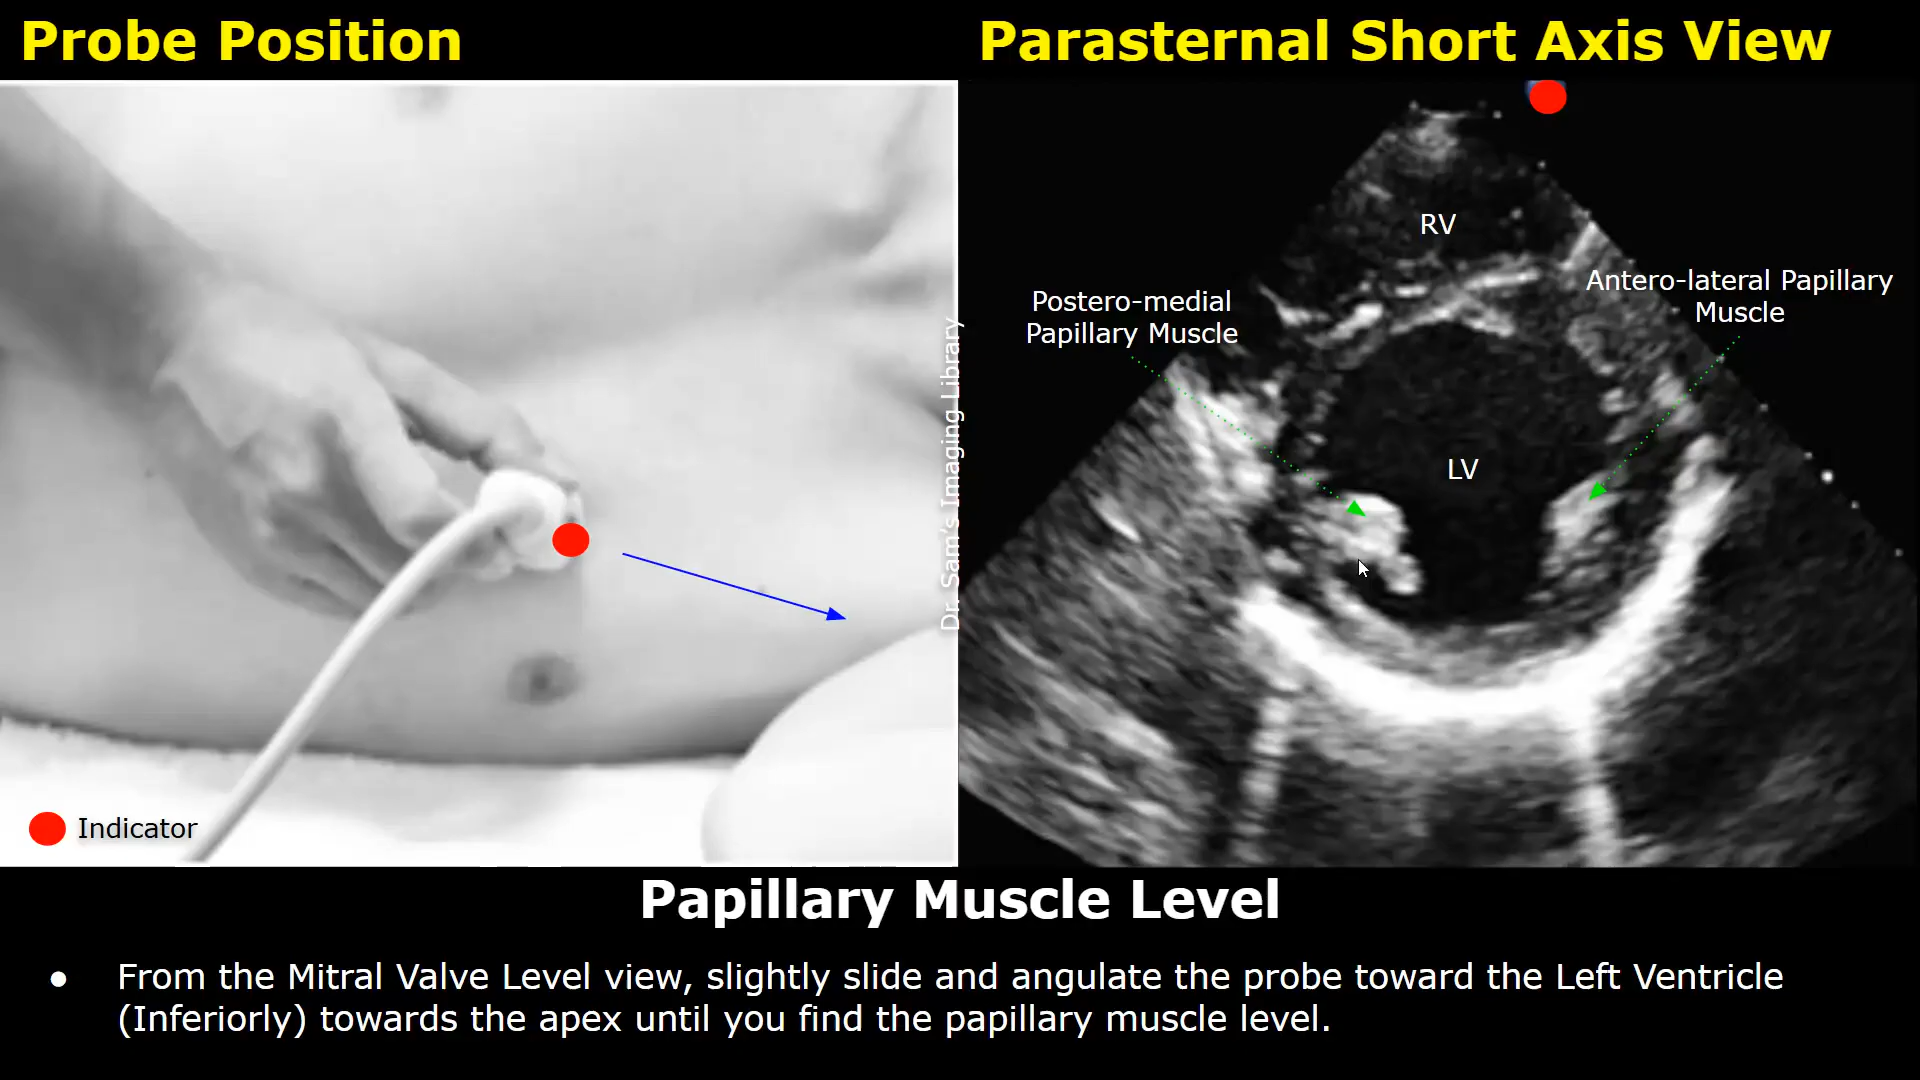 Probe Position
Parasternal Short Axis View
RV
Postero-medial
Papillary Muscle
Antero-lateral Papillary
Muscle
LV
Dr. Sam's Imaging Library
Indicator
Papillary Muscle Level
● From the Mitral Valve Level view, slightly slide and angulate the probe toward the Left Ventricle
(Inferiorly) towards the apex until you find the papillary muscle level.